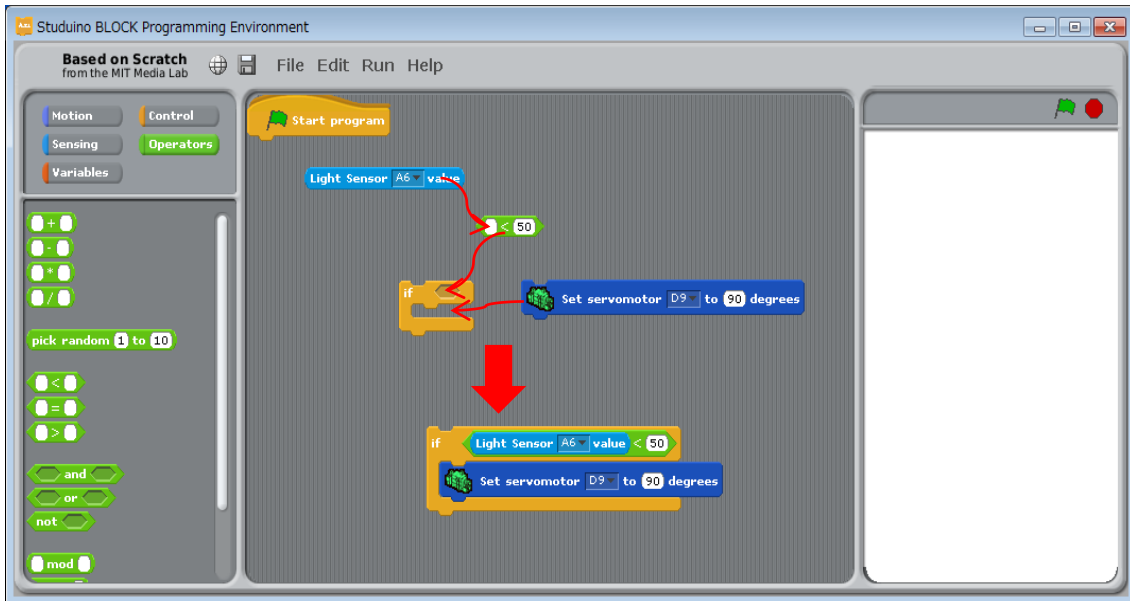 Studuino BLOCK Programming Environment
Based on Scratch
from the MIT Media Lab
File Edit Run Help
Motion Control
Sensing Operators
Variables
+
-
*
/
pick random 1 to 10
<
=
>
and
or
not
mod
Start program
Light Sensor A6 value
< 50
if
Set servomotor D9 to 90 degrees
if Light Sensor A6 value < 50
Set servomotor D9 to 90 degrees